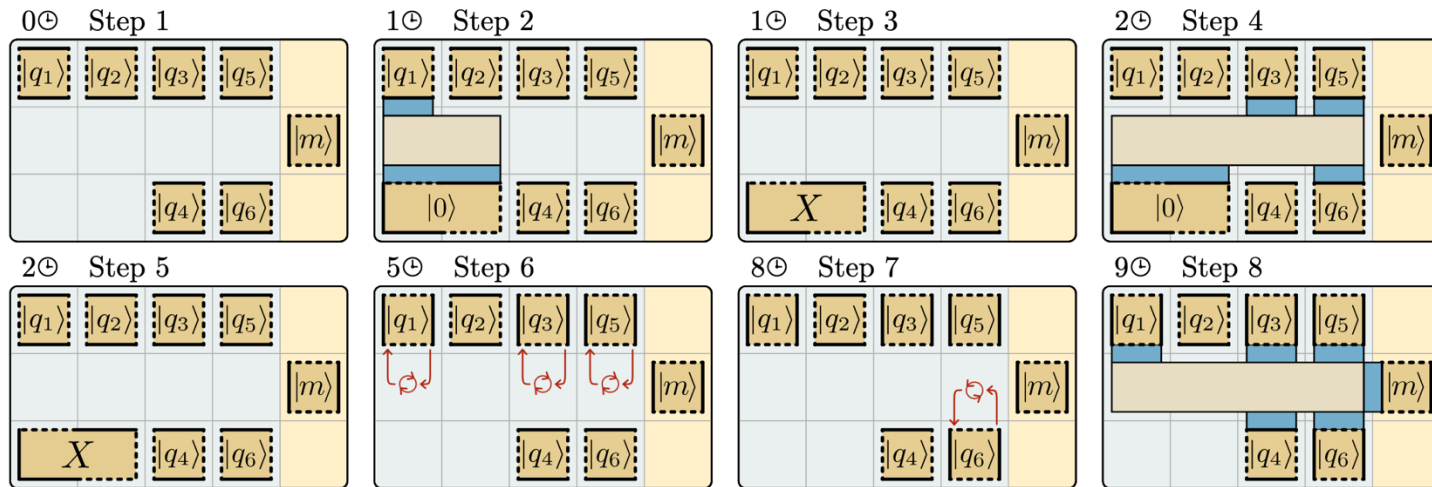 0🕒 Step 1
|q₁⟩ |q₂⟩ |q₃⟩ |q₅⟩
|m⟩
|q₄⟩ |q₆⟩
1🕒 Step 2
|q₁⟩ |q₂⟩ |q₃⟩ |q₅⟩
|m⟩
|0⟩ |q₄⟩ |q₆⟩
1🕒 Step 3
|q₁⟩ |q₂⟩ |q₃⟩ |q₅⟩
|m⟩
X |q₄⟩ |q₆⟩
2🕒 Step 4
|q₁⟩ |q₂⟩ |q₃⟩ |q₅⟩
|m⟩
|0⟩ |q₄⟩ |q₆⟩
2🕒 Step 5
|q₁⟩ |q₂⟩ |q₃⟩ |q₅⟩
|m⟩
X |q₄⟩ |q₆⟩
5🕒 Step 6
|q₁⟩ |q₂⟩ |q₃⟩ |q₅⟩
|m⟩
|q₄⟩ |q₆⟩
8🕒 Step 7
|q₁⟩ |q₂⟩ |q₃⟩ |q₅⟩
|m⟩
|q₄⟩ |q₆⟩
9🕒 Step 8
|q₁⟩ |q₂⟩ |q₃⟩ |q₅⟩
|m⟩
|q₄⟩ |q₆⟩